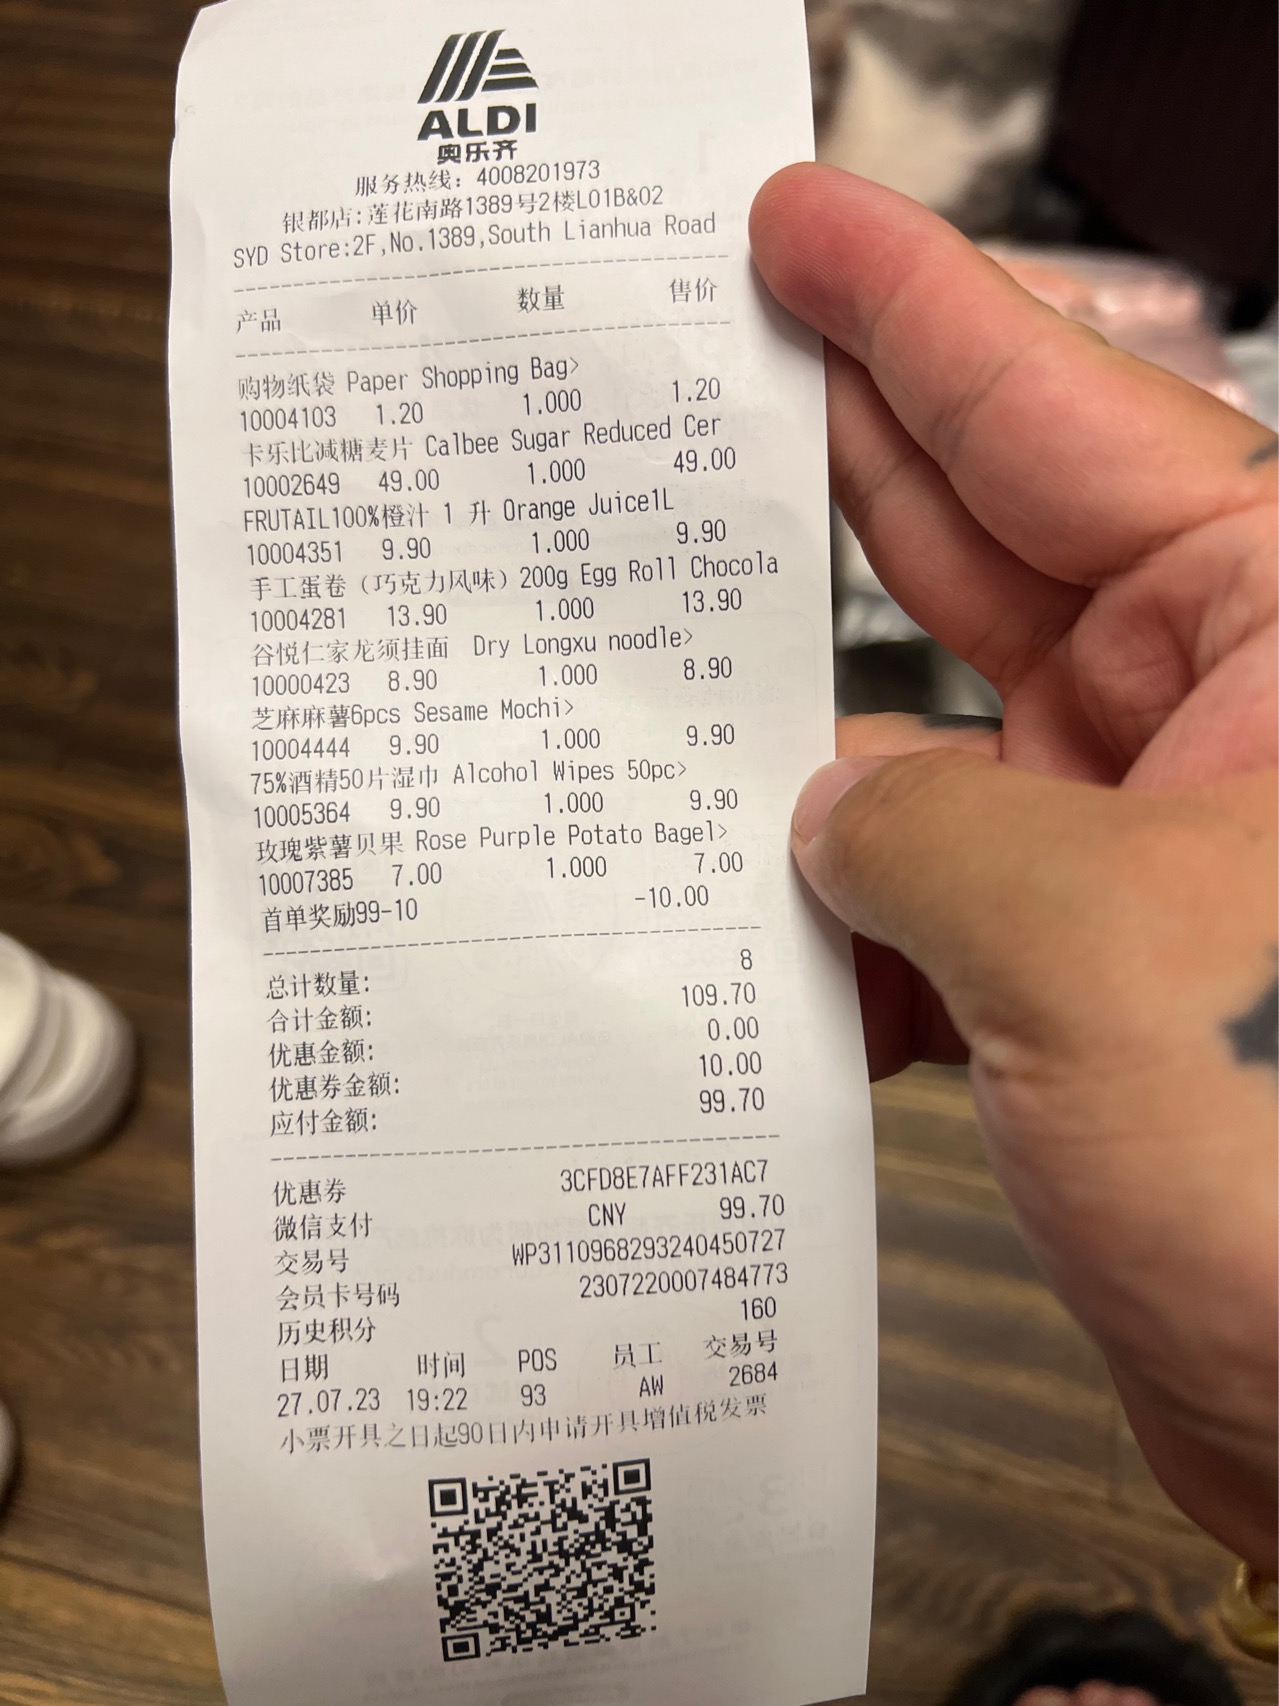 ALDI
奥乐齐
服务热线: 4008201973
银都店:莲花南路1389号2楼L01B&02
SYD Store:2F,No.1389,South Lianhua Road
产品 单价 数量 售价
购物纸袋 Paper Shopping Bag>
10004103 1.20 1.000 1.20
卡乐比减糖麦片 Calbee Sugar Reduced Cer
10002649 49.00 1.000 49.00
FRUTAIL100%橙汁 1 升 Orange Juice1L
10004351 9.90 1.000 9.90
手工蛋卷（巧克力风味）200g Egg Roll Chocola
10004281 13.90 1.000 13.90
谷悦仁家龙须挂面 Dry Longxu noodle>
10000423 8.90 1.000 8.90
芝麻麻薯6pcs Sesame Mochi>
10004444 9.90 1.000 9.90
75%酒精50片湿巾 Alcohol Wipes 50pc>
10005364 9.90 1.000 9.90
玫瑰紫薯贝果 Rose Purple Potato Bagel>
10007385 7.00 1.000 7.00
首单奖励99-10 -10.00
总计数量: 8
合计金额: 109.70
优惠金额: 0.00
优惠券金额: 10.00
应付金额: 99.70
优惠券 3CFD8E7AFF231AC7
微信支付 CNY 99.70
交易号 WP3110968293240450727
会员卡号码 2307220007484773
历史积分 160
日期 时间 POS 员工 交易号
27.07.23 19:22 93 AW 2684
小票开具之日起90日内申请开具增值税发票